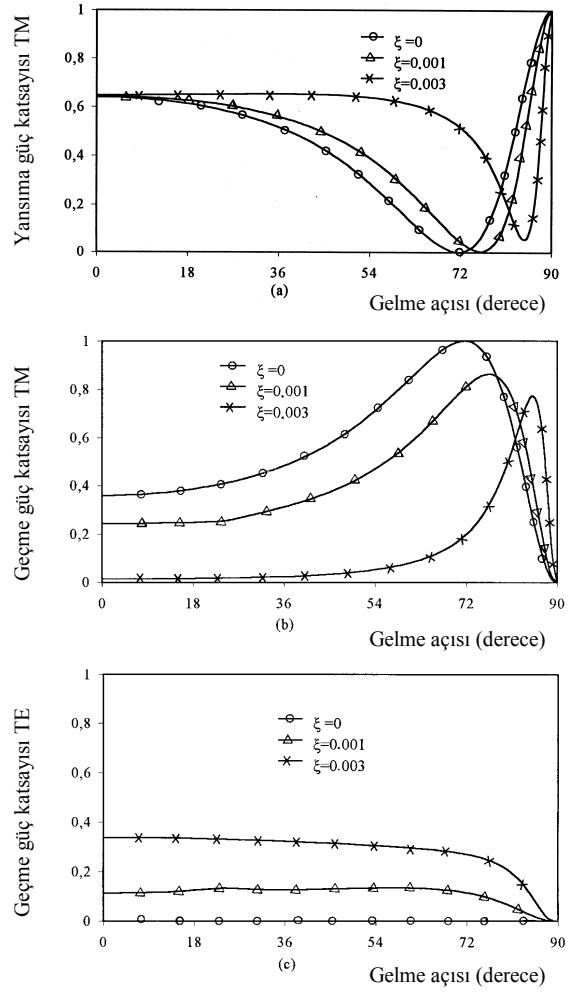 Yansıma güç katsayısı TM
1
0,8
0,6
0,4
0,2
0
ξ =0
ξ=0.001
ξ=0.003
0 18 36 54 72 90
(a)
Gelme açısı (derece)
Geçme güç katsayısı TM
1
0,8
0,6
0,4
0,2
0
ξ =0
ξ=0.001
ξ=0.003
0 18 36 54 72 90
(b)
Gelme açısı (derece)
Geçme güç katsayısı TE
1
0,8
0,6
0,4
0,2
0
ξ =0
ξ=0.001
ξ=0.003
0 18 36 54 72 90
(c)
Gelme açısı (derece)